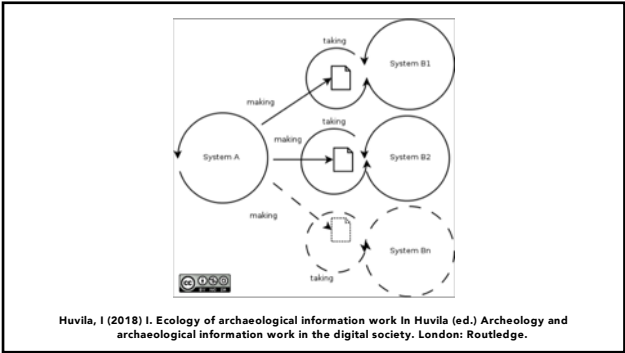 taking
System B1
making
taking
making
System A
System B2
making
System Bn
taking
cc
Huvila, I (2018) I. Ecology of archaeological information work In Huvila (ed.) Archeology and
archaeological information work in the digital society. London: Routledge.